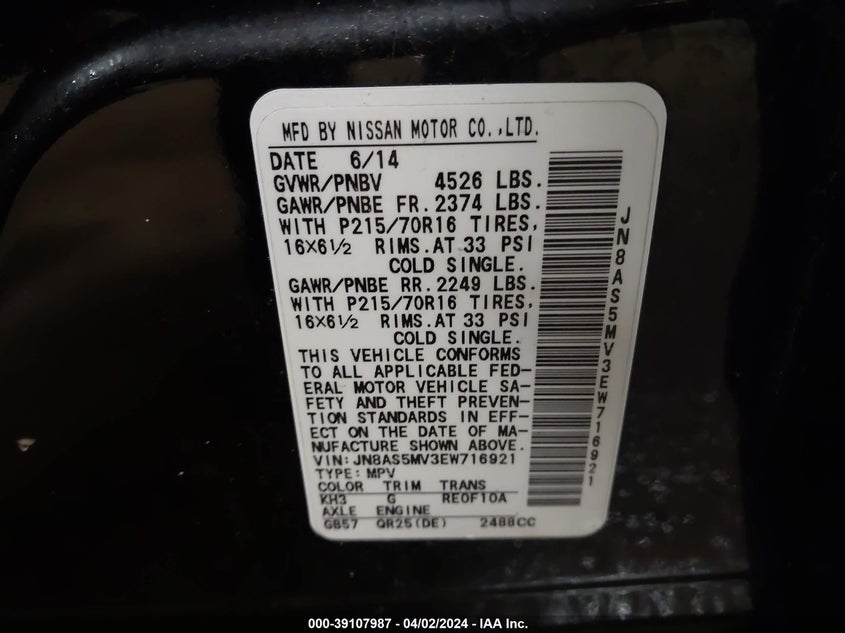 MFD BY NISSAN MOTOR CO.,LTD.
DATE 6/14
GVWR/PNBV 4526 LBS.
GAWR/PNBE FR. 2374 LBS.
WITH P215/70R16 TIRES,
16X6½ RIMS.AT 33 PSI
COLD SINGLE.
GAWR/PNBE RR. 2249 LBS.
WITH P215/70R16 TIRES,
16X6½ RIMS.AT 33 PSI
COLD SINGLE.
THIS VEHICLE CONFORMS
TO ALL APPLICABLE FED-
ERAL MOTOR VEHICLE SA-
FETY AND THEFT PREVEN-
TION STANDARDS IN EFF-
ECT ON THE DATE OF MA-
NUFACTURE SHOWN ABOVE.
VIN:JN8AS5MV3EW716921
TYPE:MPV
COLOR TRIM TRANS
KH3 G RE0F10A
AXLE ENGINE
GB57 QR25(DE) 2488CC
JN8AS5MV3EW716921
000-39107987 - 04/02/2024 - IAA Inc.